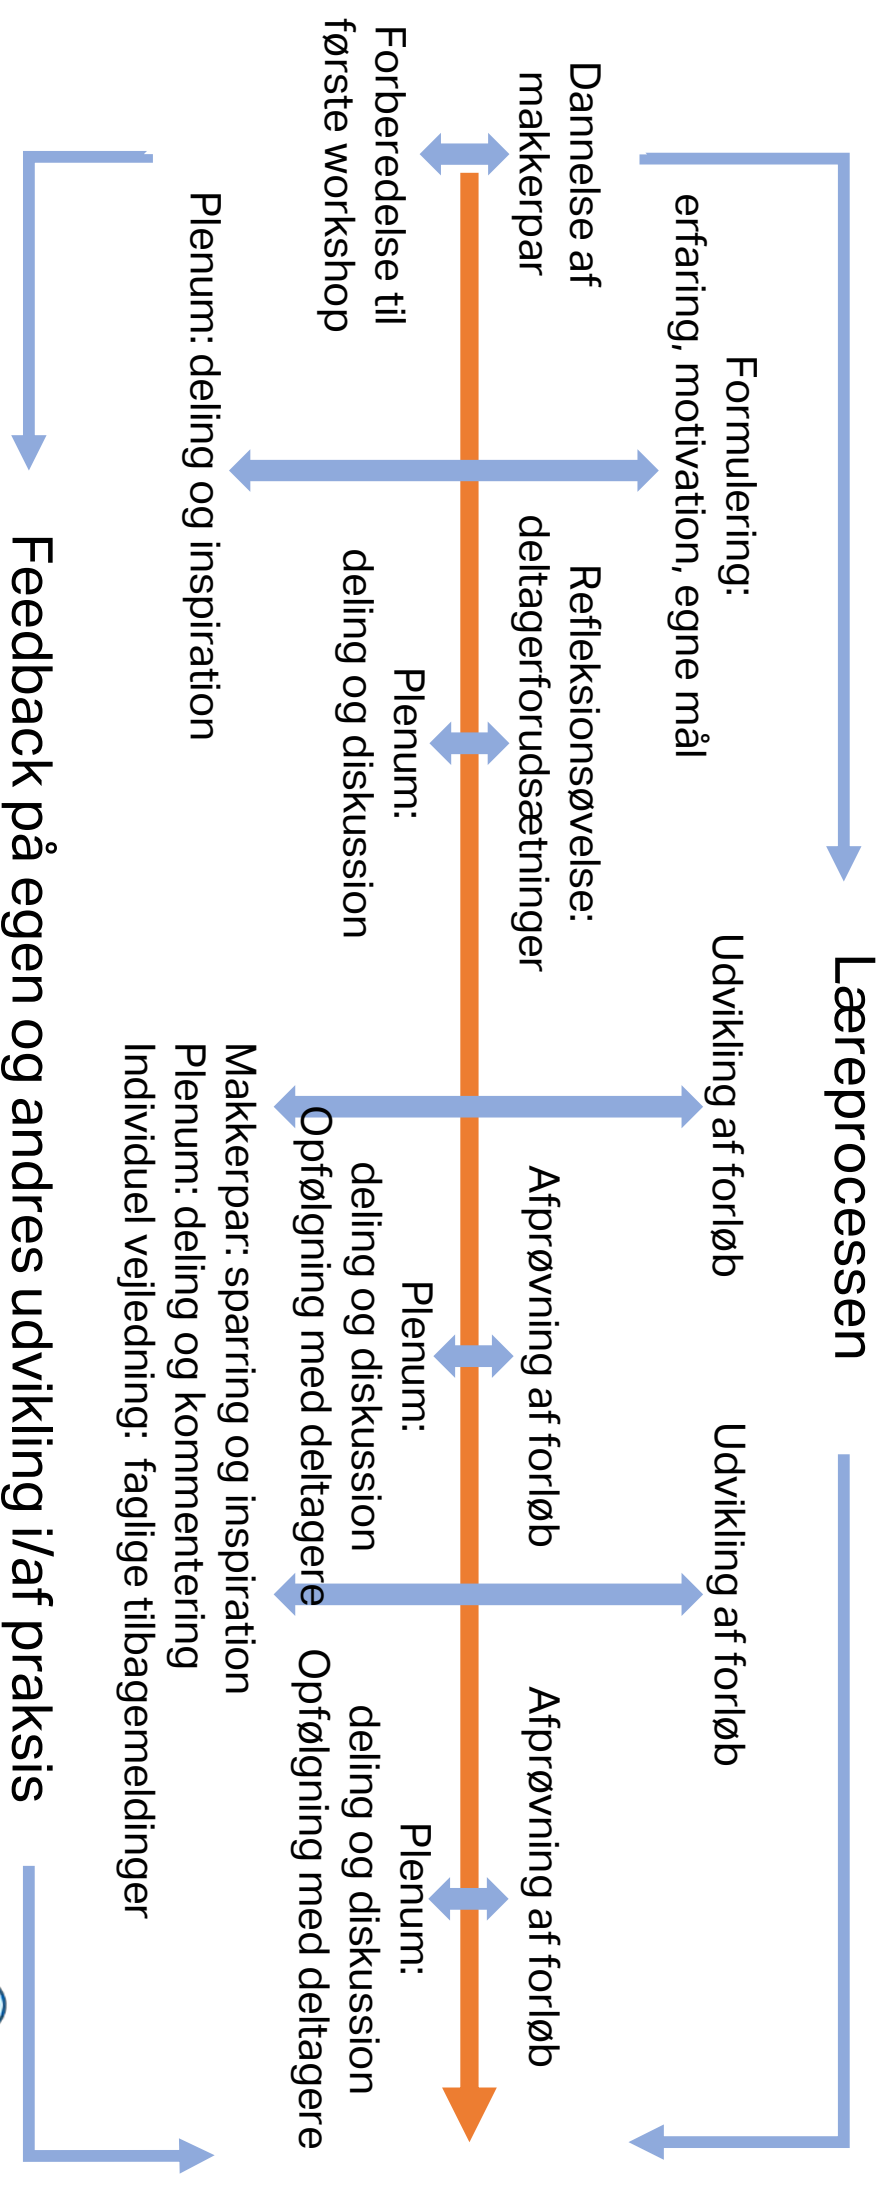 Læreprocessen
Formulering:
erfaring, motivation, egne mål
Udvikling af forløb
Udvikling af forløb
Dannelse af
makkerpar
Refleksionsøvelse:
deltagerforudsætninger
Afprøvning af forløb
Afprøvning af forløb
Forberedelse til
første workshop
Plenum:
deling og diskussion
Plenum:
deling og diskussion
Opfølgning med deltagere
Plenum:
deling og diskussion
Opfølgning med deltagere
Plenum: deling og inspiration
Makkerpar: sparring og inspiration
Plenum: deling og kommentering
Individuel vejledning: faglige tilbagemeldinger
Feedback på egen og andres udvikling i/af praksis